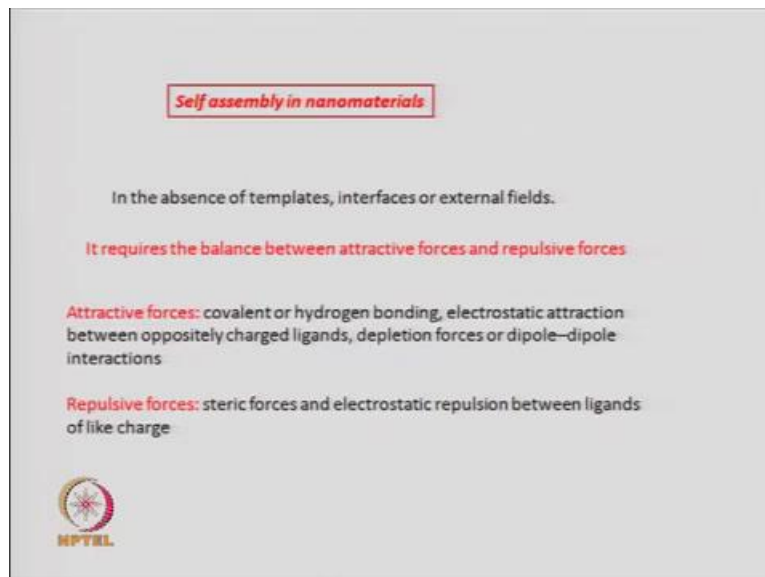 Self assembly in nanomaterials
In the absence of templates, interfaces or external fields.
It requires the balance between attractive forces and repulsive forces
Attractive forces: covalent or hydrogen bonding, electrostatic attraction
between oppositely charged ligands, depletion forces or dipole–dipole
interactions
Repulsive forces: steric forces and electrostatic repulsion between ligands
of like charge
NPTEL